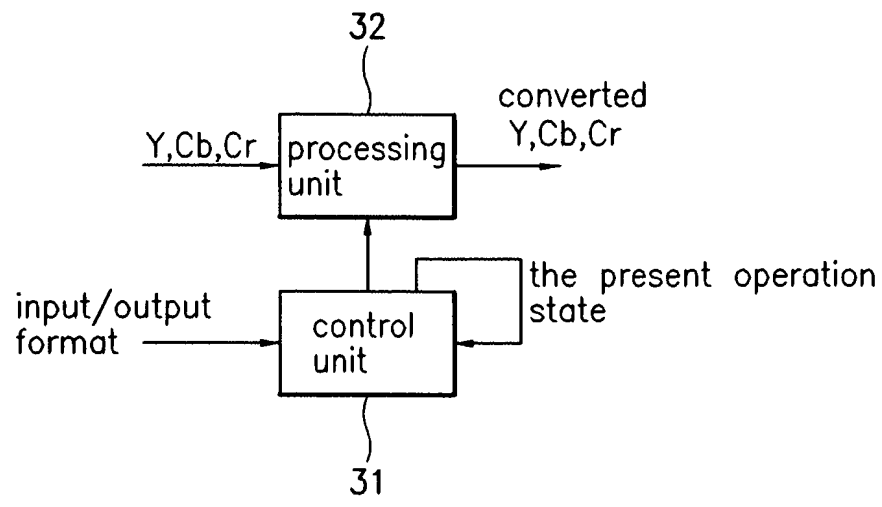 32
converted
Y,Cb,Cr
Y,Cb,Cr
processing
unit
the present operation
state
input/output
format
control
unit
31